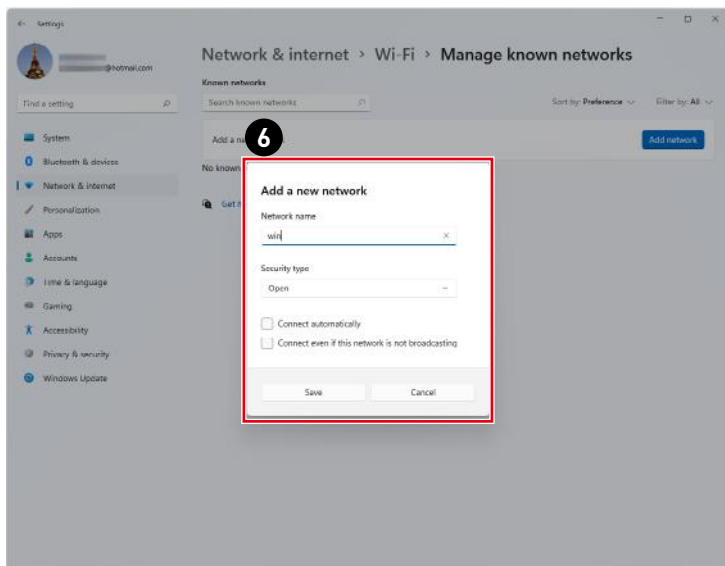 Settings
@hotmail.com
Find a setting
System
Bluetooth & devices
Network & internet
Personalization
Apps
Accounts
Time & language
Gaming
Accessibility
Privacy & security
Windows Update
Network & internet > Wi-Fi > Manage known networks
Known networks
Search known networks
Sort by: Preference
Filter by: All
Add a
Add network
No known
Get
6
Add a new network
Network name
win
Security type
Open
Connect automatically
Connect even if this network is not broadcasting
Save
Cancel